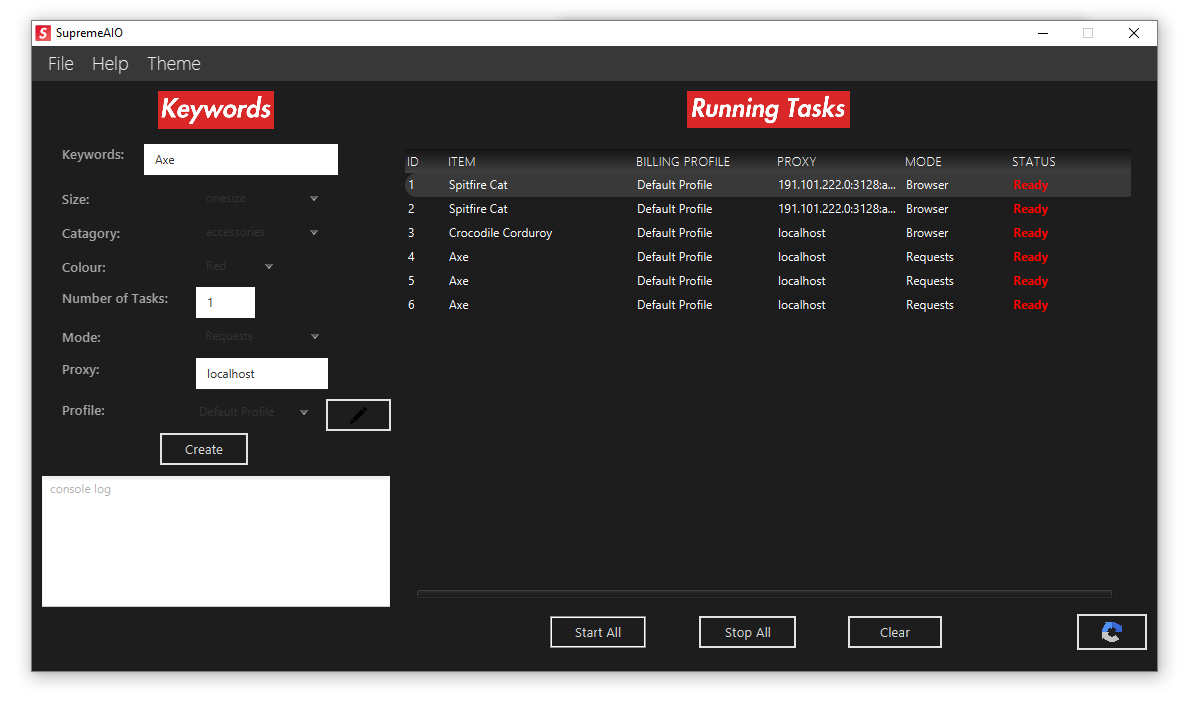 S SupremeAIO
File Help Theme
Keywords
Running Tasks
Keywords: Axe
Size: onesize
Catagory: accessories
Colour: Red
Number of Tasks: 1
Mode: Requests
Proxy: localhost
Profile: Default Profile
Create
console log
ID ITEM BILLING PROFILE PROXY MODE STATUS
1 Spitfire Cat Default Profile 191.101.222.0:3128:a... Browser Ready
2 Spitfire Cat Default Profile 191.101.222.0:3128:a... Browser Ready
3 Crocodile Corduroy Default Profile localhost Browser Ready
4 Axe Default Profile localhost Requests Ready
5 Axe Default Profile localhost Requests Ready
6 Axe Default Profile localhost Requests Ready
Start All Stop All Clear